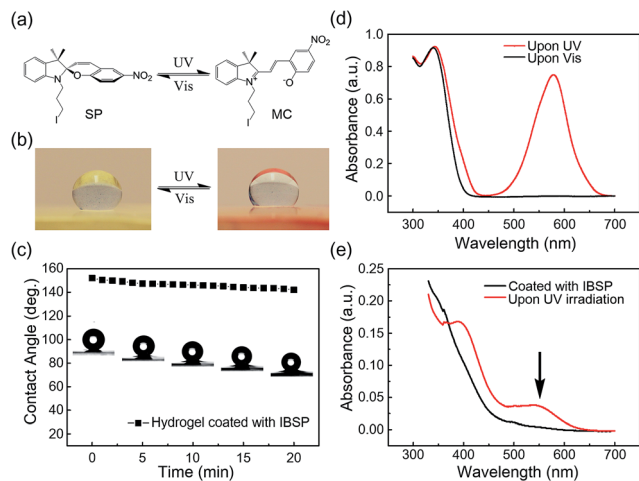 (a)
UV
Vis
NO₂
N
O
I
SP
NO₂
N⁺
⁻O
I
MC
(b)
UV
Vis
(c)
Contact Angle (deg.)
160
140
120
100
80
60
40
20
Hydrogel coated with IBSP
0 5 10 15 20
Time (min)
(d)
Absorbance (a.u.)
1.0
0.8
0.6
0.4
0.2
0.0
Upon UV
Upon Vis
300 400 500 600 700
Wavelength (nm)
(e)
Absorbance (a.u.)
0.25
0.20
0.15
0.10
0.05
0.00
Coated with IBSP
Upon UV irradiation
300 400 500 600 700
Wavelength (nm)